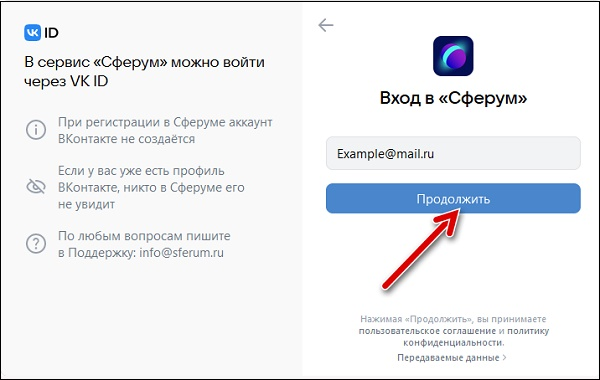 VK ID
В сервис «Сферум» можно войти
через VK ID
При регистрации в Сферуме аккаунт
ВКонтакте не создаётся
Если у вас уже есть профиль
ВКонтакте, никто в Сферуме его
не увидит
По любым вопросам пишите
в Поддержку: info@sferum.ru
Вход в «Сферум»
Example@mail.ru
Продолжить
Нажимая «Продолжить», вы принимаете
пользовательское соглашение и политику
конфиденциальности.
Передаваемые данные